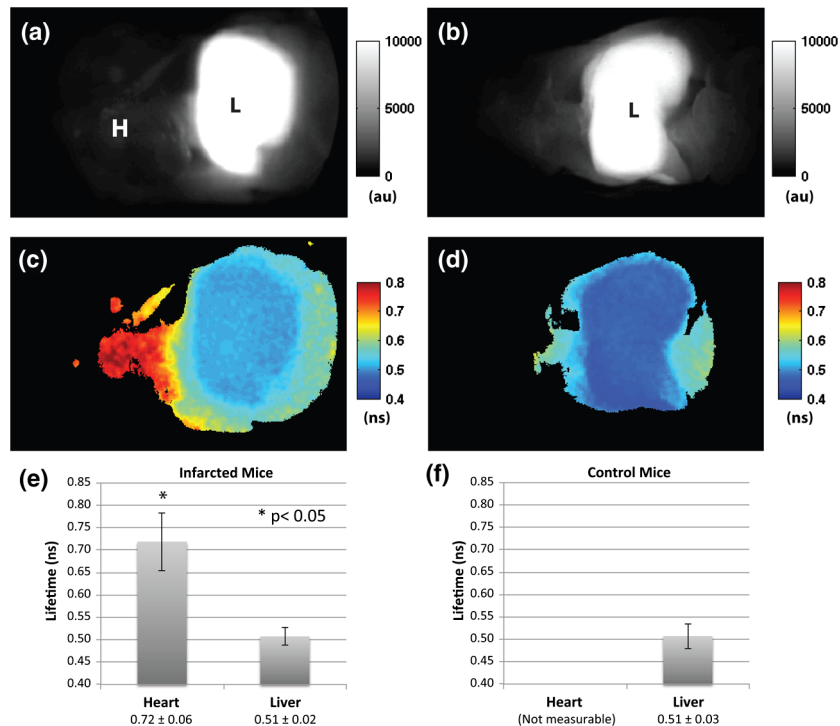 (a)
H
L
10000
5000
0
(au)
(b)
L
10000
5000
0
(au)
(c)
0.8
0.7
0.6
0.5
0.4
(ns)
(d)
0.8
0.7
0.6
0.5
0.4
(ns)
(e)
Infarcted Mice
Lifetime (ns)
0.85
0.80
0.75
0.70
0.65
0.60
0.55
0.50
0.45
0.40
*
* p< 0.05
Heart
0.72 ± 0.06
Liver
0.51 ± 0.02
(f)
Control Mice
Lifetime (ns)
0.85
0.80
0.75
0.70
0.65
0.60
0.55
0.50
0.45
0.40
Heart
(Not measurable)
Liver
0.51 ± 0.03